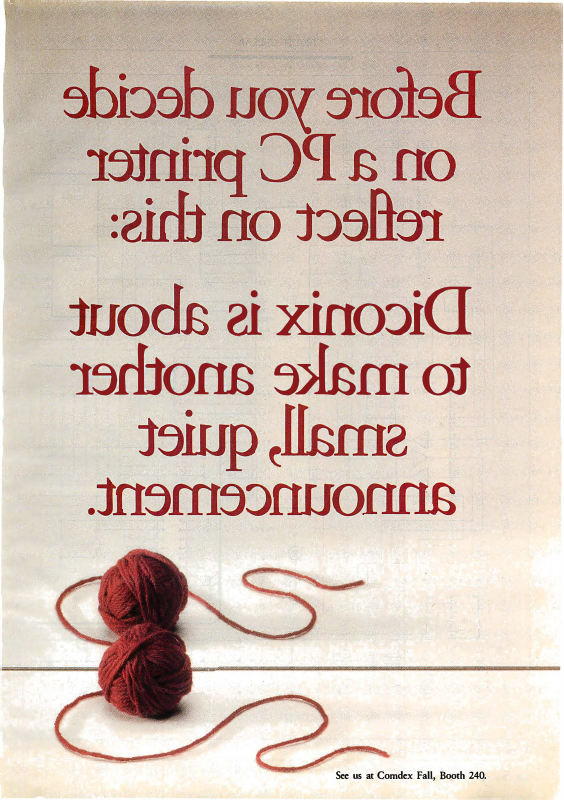 Before you decide
on a PC printer
reflect on this:
Diconix is about
to make another
small, quiet
announcement.
See us at Comdex Fall, Booth 240.